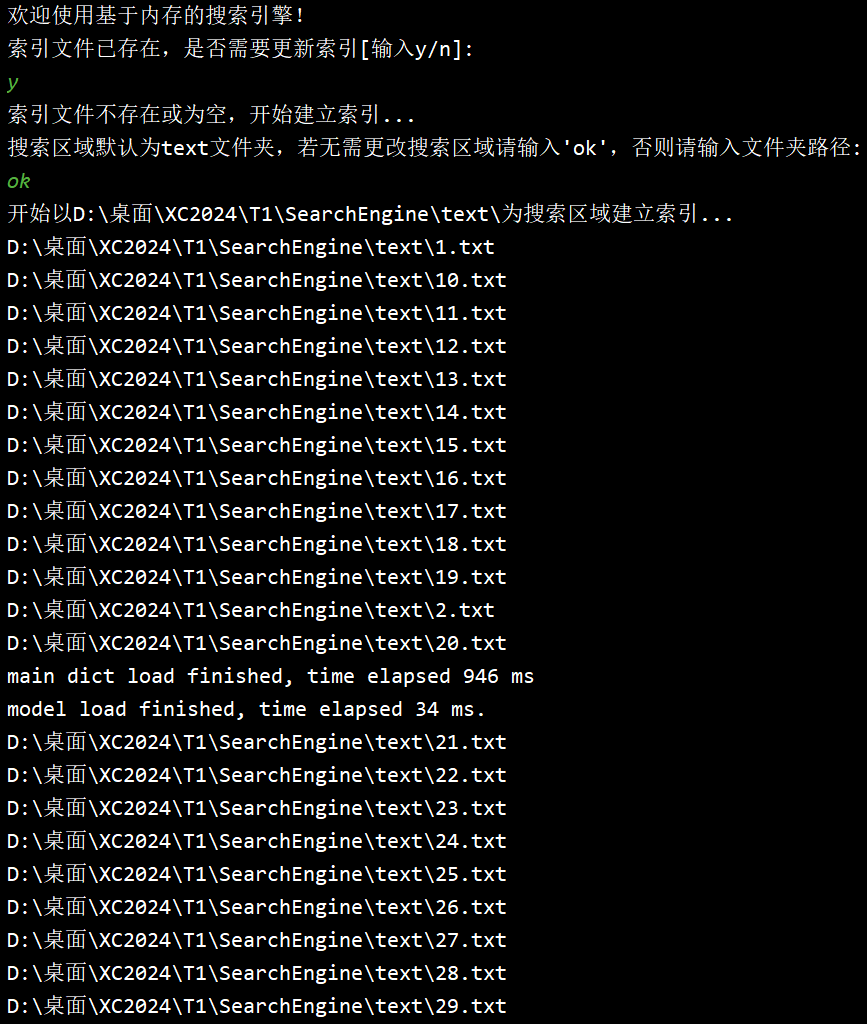 欢迎使用基于内存的搜索引擎！
索引文件已存在，是否需要更新索引[输入y/n]：
y
索引文件不存在或为空，开始建立索引...
搜索区域默认为text文件夹，若无需更改搜索区域请输入'ok'，否则请输入文件夹路径：
ok
开始以D:\桌面\XC2024\T1\SearchEngine\text\为搜索区域建立索引...
D:\桌面\XC2024\T1\SearchEngine\text\1.txt
D:\桌面\XC2024\T1\SearchEngine\text\10.txt
D:\桌面\XC2024\T1\SearchEngine\text\11.txt
D:\桌面\XC2024\T1\SearchEngine\text\12.txt
D:\桌面\XC2024\T1\SearchEngine\text\13.txt
D:\桌面\XC2024\T1\SearchEngine\text\14.txt
D:\桌面\XC2024\T1\SearchEngine\text\15.txt
D:\桌面\XC2024\T1\SearchEngine\text\16.txt
D:\桌面\XC2024\T1\SearchEngine\text\17.txt
D:\桌面\XC2024\T1\SearchEngine\text\18.txt
D:\桌面\XC2024\T1\SearchEngine\text\19.txt
D:\桌面\XC2024\T1\SearchEngine\text\2.txt
D:\桌面\XC2024\T1\SearchEngine\text\20.txt
main dict load finished, time elapsed 946 ms
model load finished, time elapsed 34 ms.
D:\桌面\XC2024\T1\SearchEngine\text\21.txt
D:\桌面\XC2024\T1\SearchEngine\text\22.txt
D:\桌面\XC2024\T1\SearchEngine\text\23.txt
D:\桌面\XC2024\T1\SearchEngine\text\24.txt
D:\桌面\XC2024\T1\SearchEngine\text\25.txt
D:\桌面\XC2024\T1\SearchEngine\text\26.txt
D:\桌面\XC2024\T1\SearchEngine\text\27.txt
D:\桌面\XC2024\T1\SearchEngine\text\28.txt
D:\桌面\XC2024\T1\SearchEngine\text\29.txt